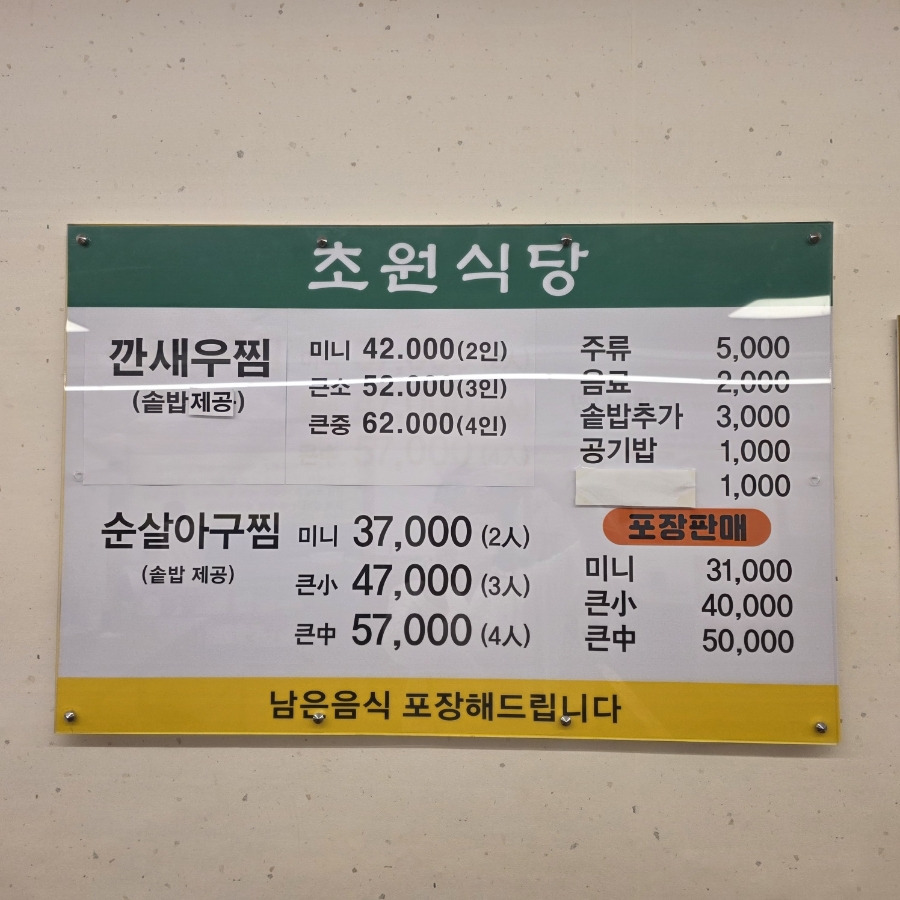 초원식당
깐새우찜
(솥밥제공)
미니 42.000(2인)
큰소 52.000(3인)
큰중 62.000(4인)
순살아구찜
(솥밥 제공)
미니 37,000 (2人)
큰小 47,000 (3人)
큰中 57,000 (4人)
주류 5,000
음료 2,000
솥밥추가 3,000
공기밥 1,000
1,000
포장판매
미니 31,000
큰小 40,000
큰中 50,000
남은음식 포장해드립니다